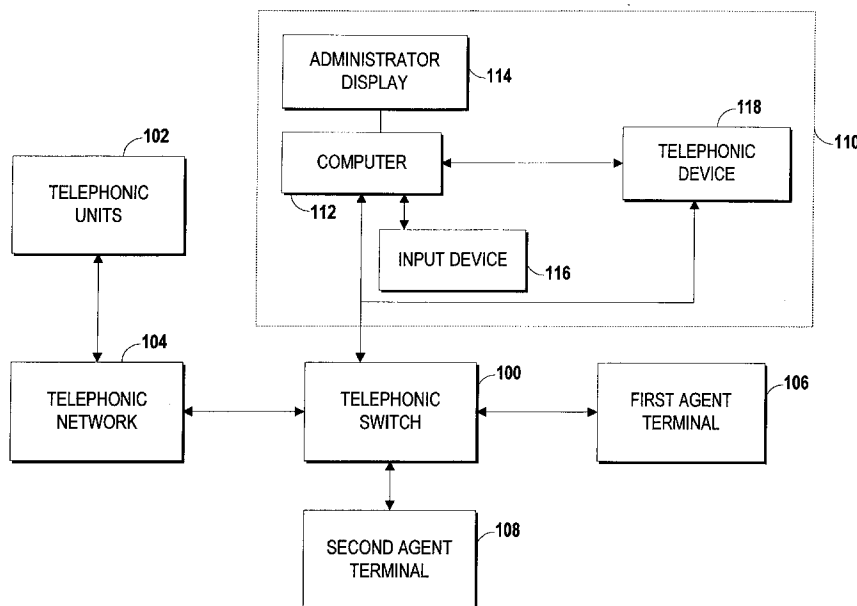 ADMINISTRATOR
DISPLAY
114
118
110
102
COMPUTER
TELEPHONIC
DEVICE
TELEPHONIC
UNITS
112
INPUT DEVICE
116
104
100
106
TELEPHONIC
NETWORK
TELEPHONIC
SWITCH
FIRST AGENT
TERMINAL
108
SECOND AGENT
TERMINAL